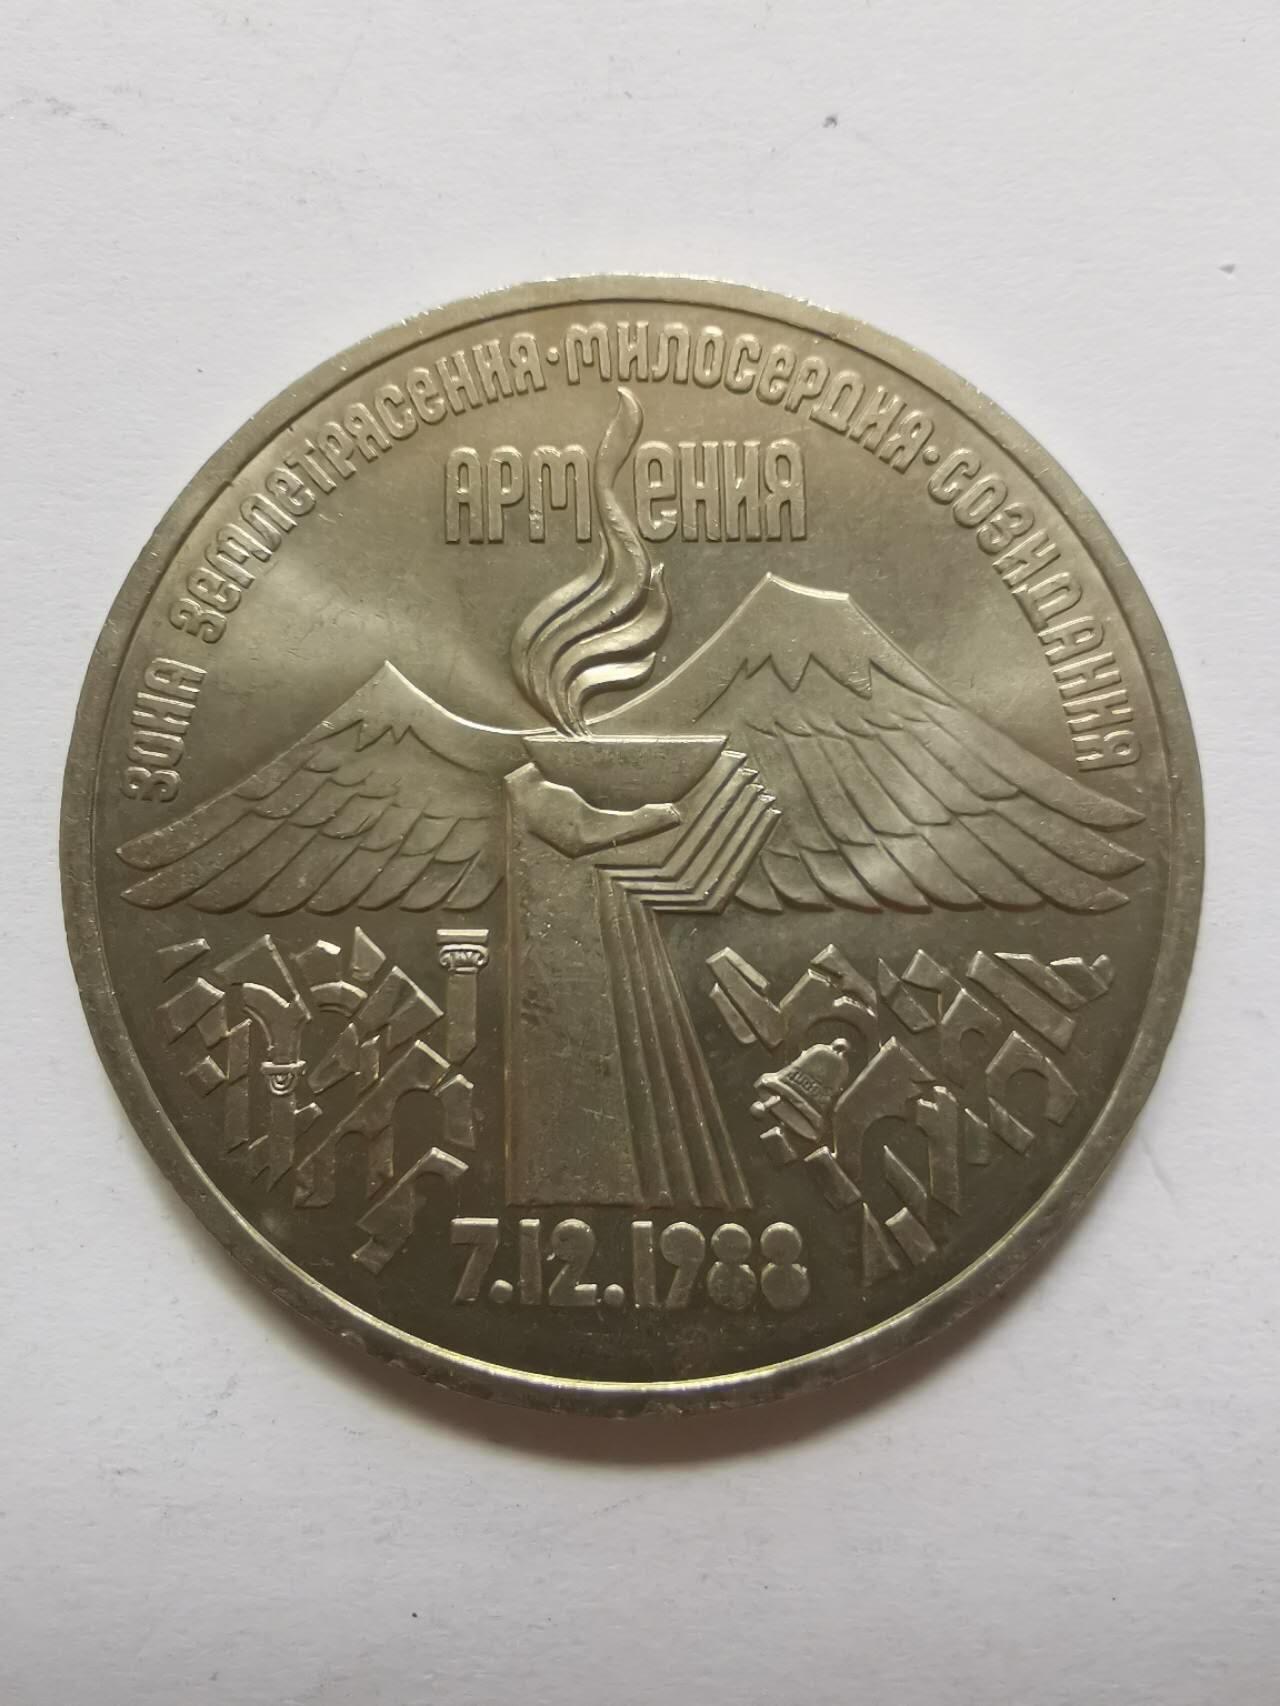 ЗОНА ЗЕМЛЕТРЯСЕНИЯ·МИЛОСЕРДИЯ·СОЗИДАНИЯ
АРМЕНИЯ
7.12.1988